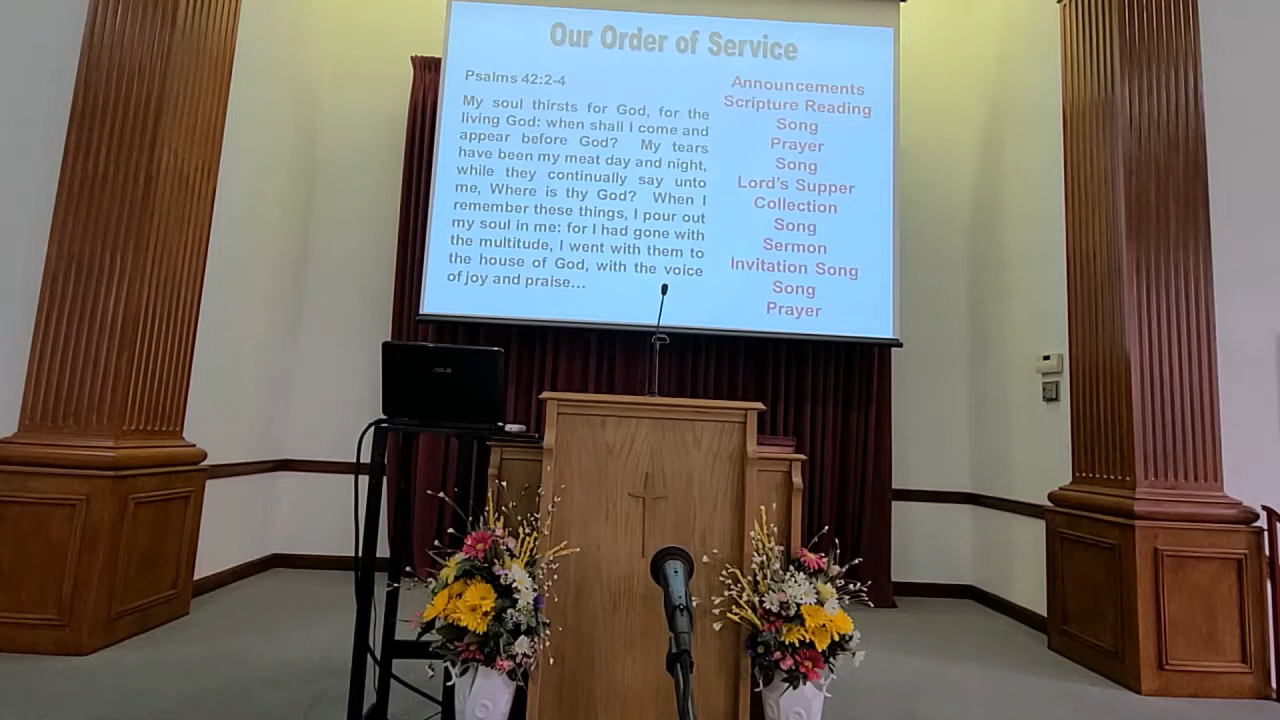 Our Order of Service
Psalms 42:2-4
My soul thirsts for God, for the
living God: when shall I come and
appear before God? My tears
have been my meat day and night,
while they continually say unto
me, Where is thy God? When I
remember these things, I pour out
my soul in me: for I had gone with
the multitude, I went with them to
the house of God, with the voice
of joy and praise...
Announcements
Scripture Reading
Song
Prayer
Song
Lord's Supper
Collection
Song
Sermon
Invitation Song
Song
Prayer
ASUS